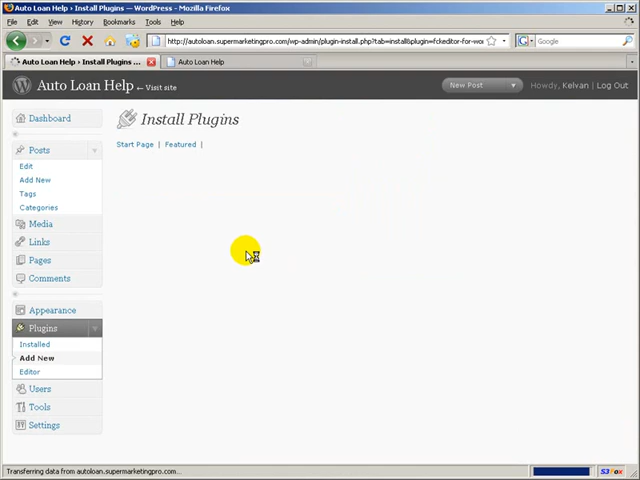 Auto Loan Help › Install Plugins — WordPress - Mozilla Firefox
File Edit View History Bookmarks Tools Help
http://autoloan.supermarketingpro.com/wp-admin/plugin-install.php?tab=install&plugin=fckeditor-for-wor
Google
Auto Loan Help › Install Plugins ...
Auto Loan Help
Auto Loan Help ← Visit site
New Post
Howdy, Kelvan | Log Out
Dashboard
Install Plugins
Start Page | Featured |
Posts
Edit
Add New
Tags
Categories
Media
Links
Pages
Comments
Appearance
Plugins
Installed
Add New
Editor
Users
Tools
Settings
Transferring data from autoloan.supermarketingpro.com...
S3Fox